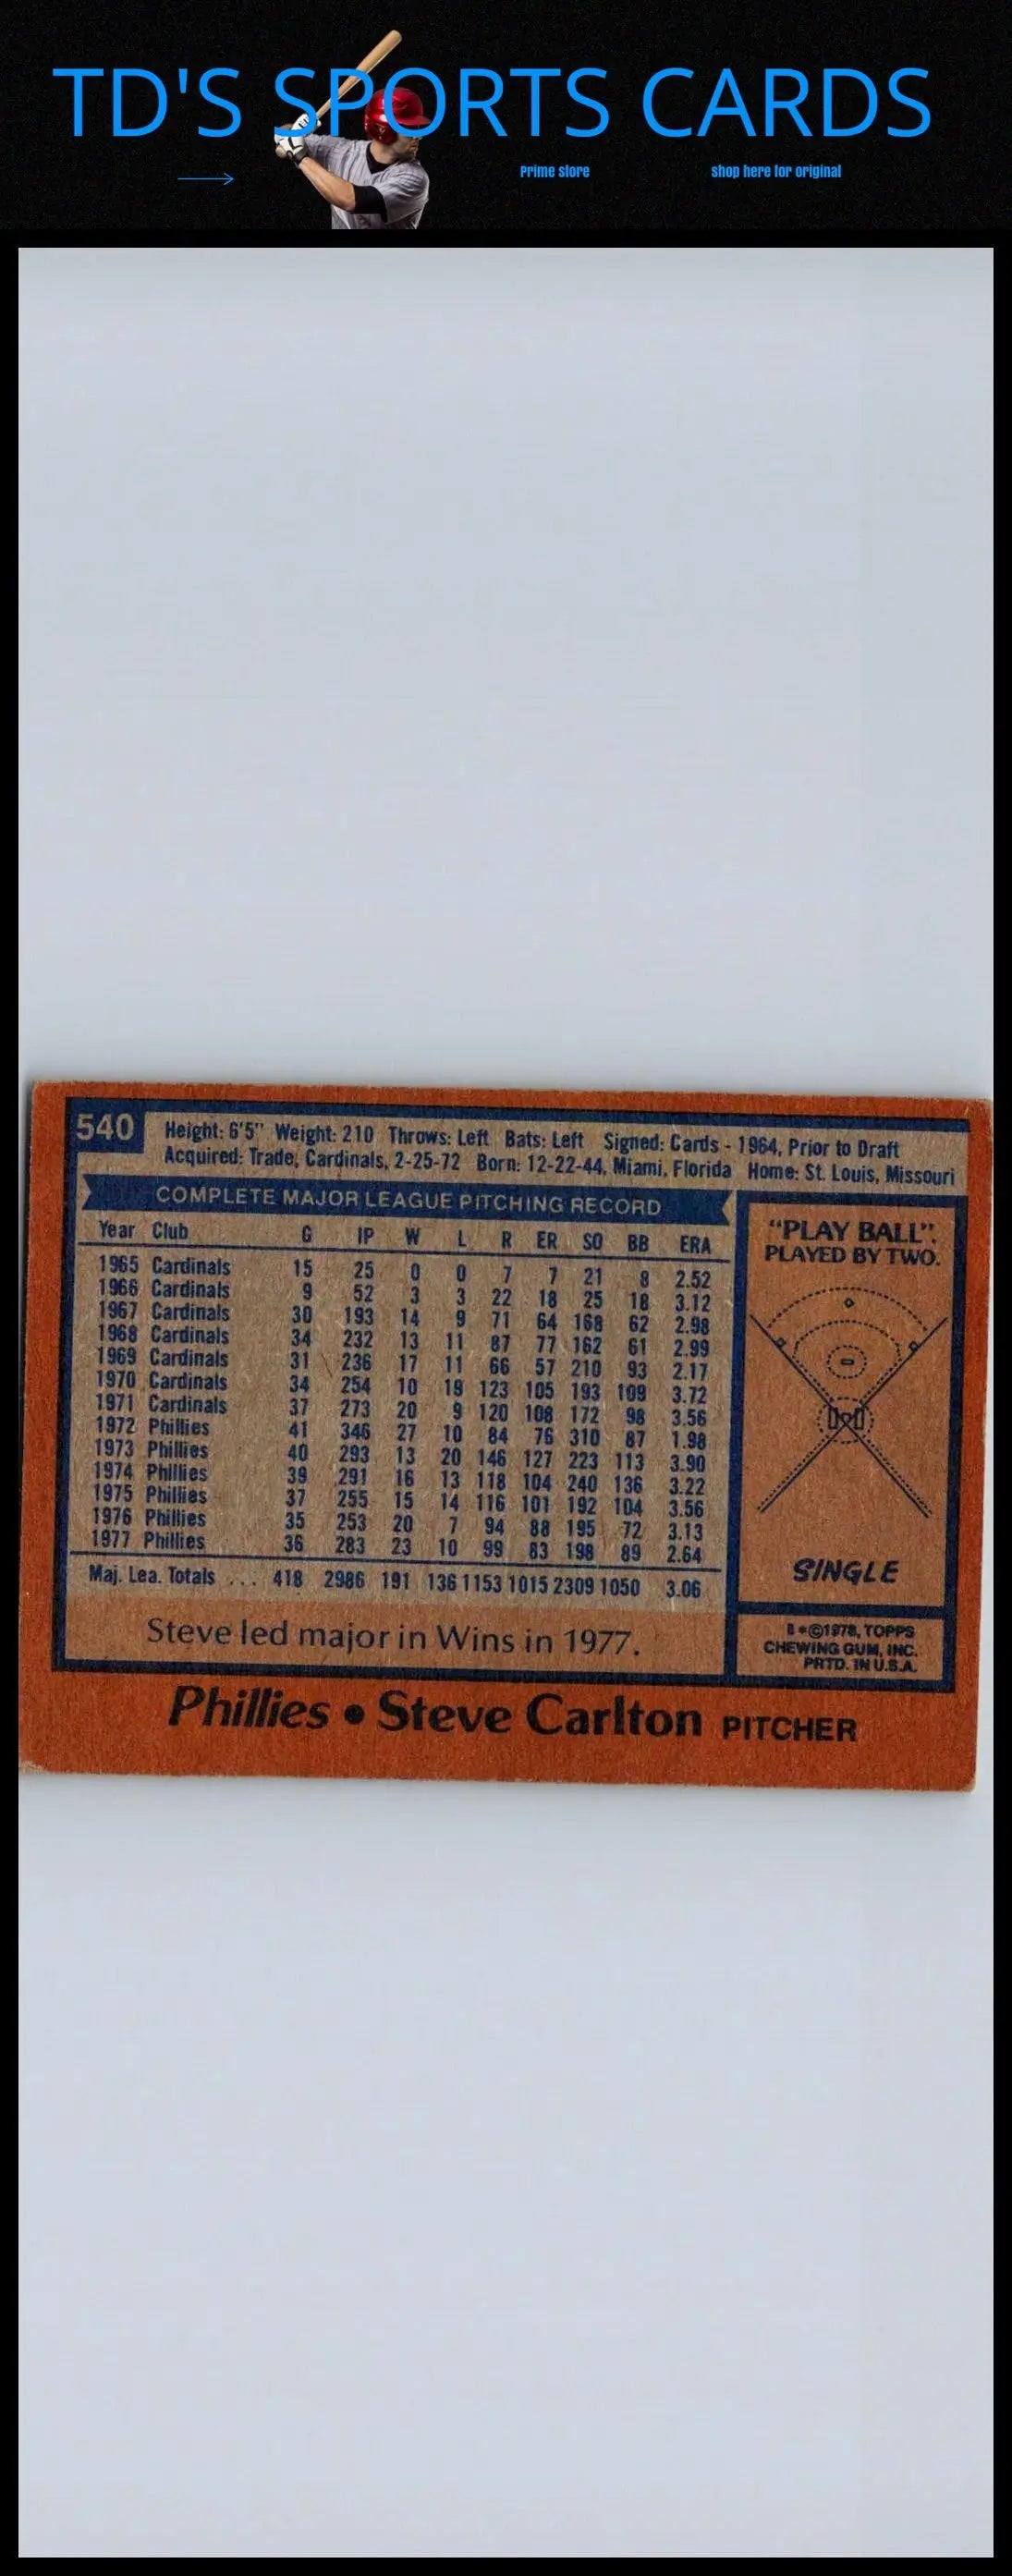 TD'S SPORTS CARDS
Prime store
shop here for original
540
Height: 6'5" Weight: 210 Throws: Left Bats: Left Signed: Cards - 1964, Prior to Draft
Acquired: Trade, Cardinals, 2-25-72 Born: 12-22-44, Miami, Florida Home: St. Louis, Missouri
COMPLETE MAJOR LEAGUE PITCHING RECORD
Year Club G IP W L R ER SO BB ERA
1965 Cardinals 15 25 0 0 7 7 21 8 2.52
1966 Cardinals 9 52 3 3 22 18 25 18 3.12
1967 Cardinals 30 193 14 9 71 64 168 62 2.98
1968 Cardinals 34 232 13 11 87 77 162 61 2.99
1969 Cardinals 31 236 17 11 66 57 210 93 2.17
1970 Cardinals 34 254 10 19 123 105 193 109 3.72
1971 Cardinals 37 273 20 9 120 108 172 98 3.56
1972 Phillies 41 346 27 10 84 76 310 87 1.98
1973 Phillies 40 293 13 20 146 127 223 113 3.90
1974 Phillies 39 291 16 13 118 104 240 136 3.22
1975 Phillies 37 255 15 14 116 101 192 104 3.56
1976 Phillies 35 253 20 7 94 88 195 72 3.13
1977 Phillies 36 283 23 10 99 83 198 89 2.64
Maj. Lea. Totals ... 418 2986 191 136 1153 1015 2309 1050 3.06
Steve led major in Wins in 1977.
"PLAY BALL".
PLAYED BY TWO.
SINGLE
©1978, TOPPS
CHEWING GUM, INC.
PRTD. IN U.S.A.
Phillies • Steve Carlton PITCHER